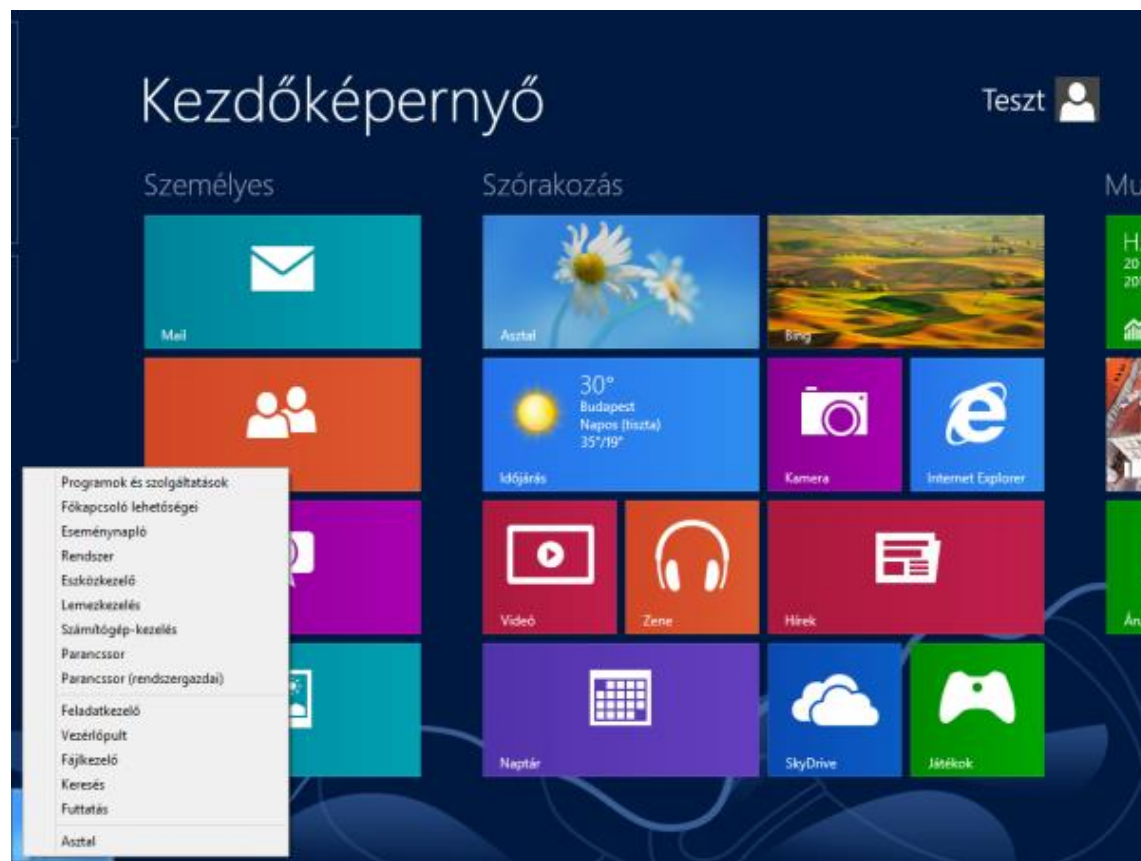 Kezdőképernyő
Teszt
Személyes
Szórakozás
Mail
Asztal
Bing
30°
Budapest
Napos (tiszta)
35°/19°
Időjárás
Kamera
Internet Explorer
Videó
Zene
Hírek
Naptár
SkyDrive
Játékok
Programok és szolgáltatások
Főkapcsoló lehetőségei
Eseménynapló
Rendszer
Eszközkezelő
Lemezkezelés
Számítógép-kezelés
Parancssor
Parancssor (rendszergazdai)
Feladatkezelő
Vezérlőpult
Fájlkezelő
Keresés
Futtatás
Asztal